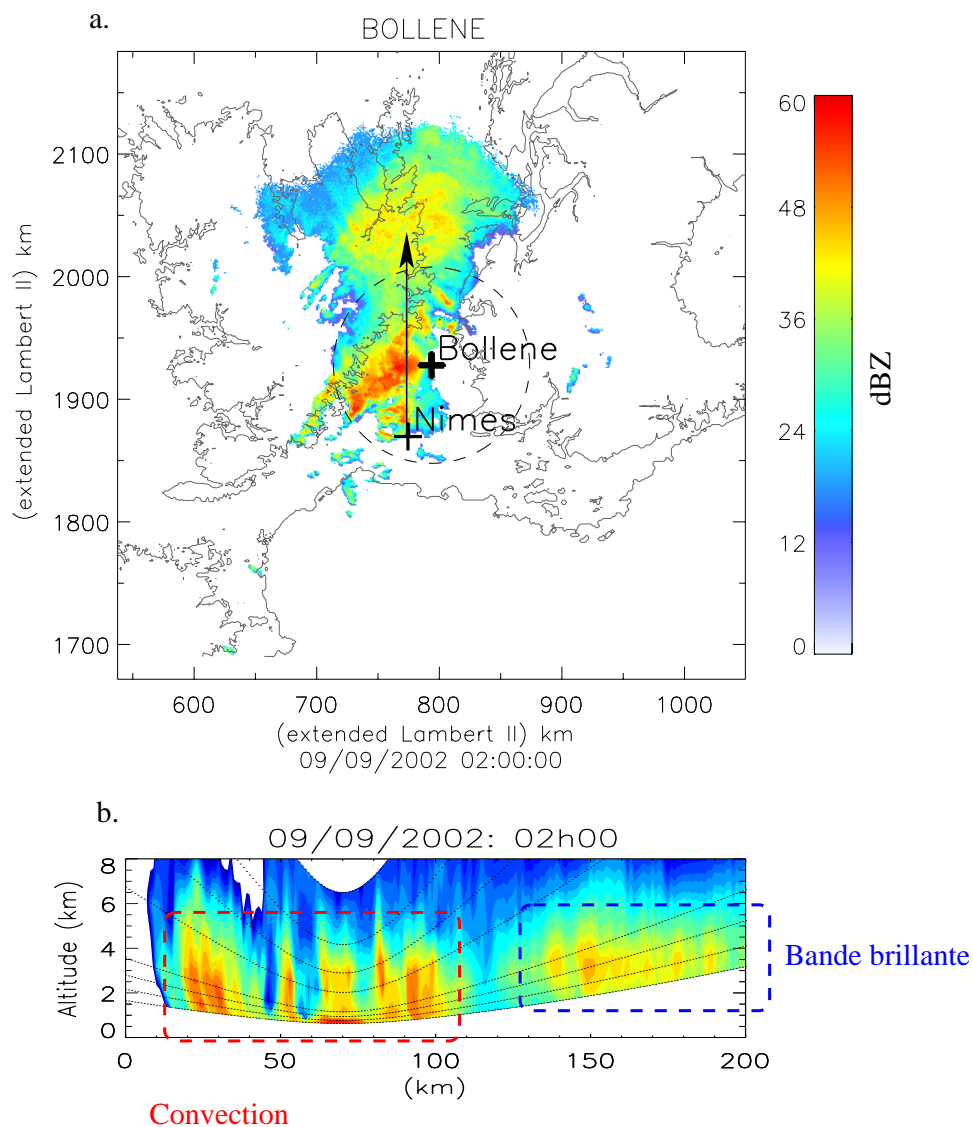 a.
BOLLENE
2100
2000
1900
1800
1700
(extended Lambert II) km
Bollene
Nimes
600 700 800 900 1000
(extended Lambert II) km
09/09/2002 02:00:00
60
48
36
24
12
0
dBZ
b.
09/09/2002: 02h00
8
6
4
2
0
Altitude (km)
0 50 100 150 200
(km)
Bande brillante
Convection